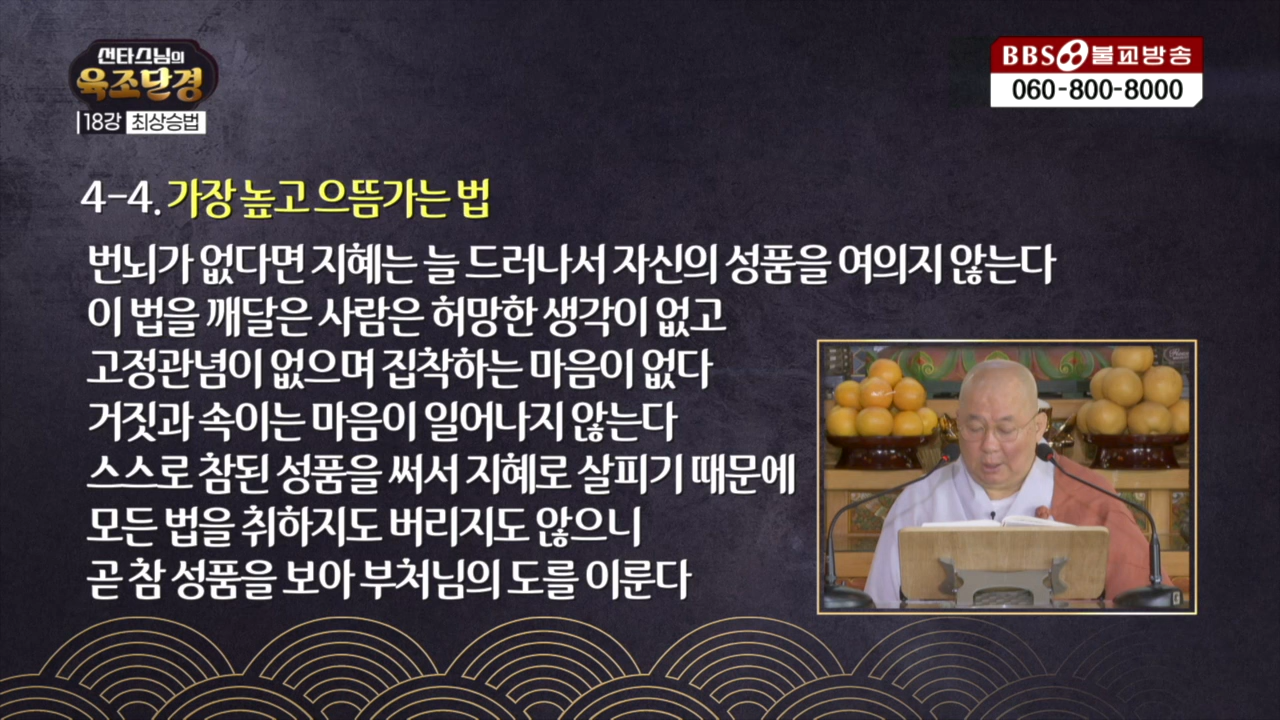 선타스님의
육조단경
18강 최상승법
BBS 불교방송
060-800-8000
4-4. 가장 높고 으뜸가는 법
번뇌가 없다면 지혜는 늘 드러나서 자신의 성품을 여의지 않는다
이 법을 깨달은 사람은 허망한 생각이 없고
고정관념이 없으며 집착하는 마음이 없다
거짓과 속이는 마음이 일어나지 않는다
스스로 참된 성품을 써서 지혜로 살피기 때문에
모든 법을 취하지도 버리지도 않으니
곧 참 성품을 보아 부처님의 도를 이룬다